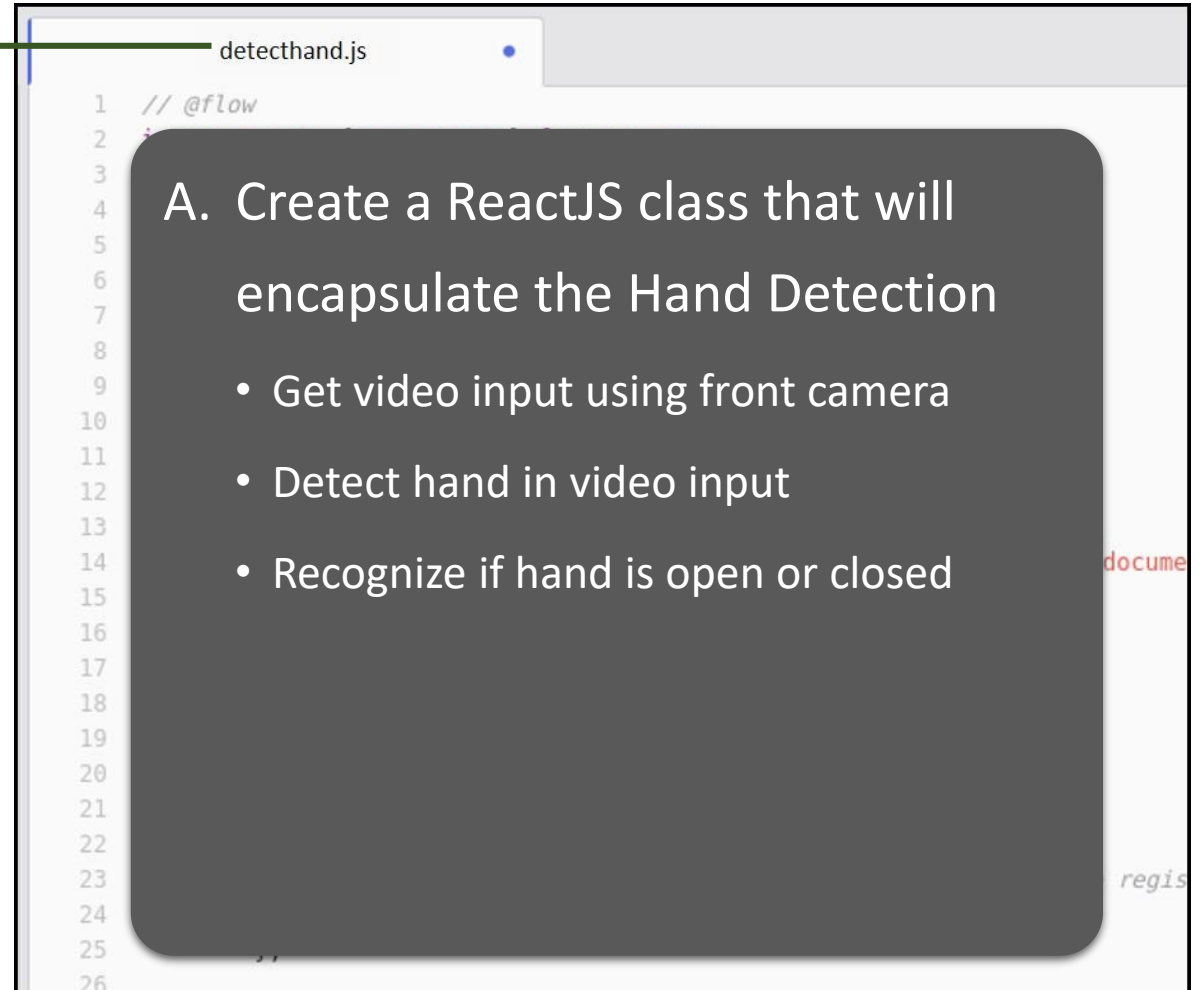 detecthand.js
1 // @flow
2
3
A. Create a ReactJS class that will
4
5
6
encapsulate the Hand Detection
7
8
9
• Get video input using front camera
10
11
12
• Detect hand in video input
13
14
• Recognize if hand is open or closed
docume
15
16
17
18
19
20
21
22
23 regis
24
25
26